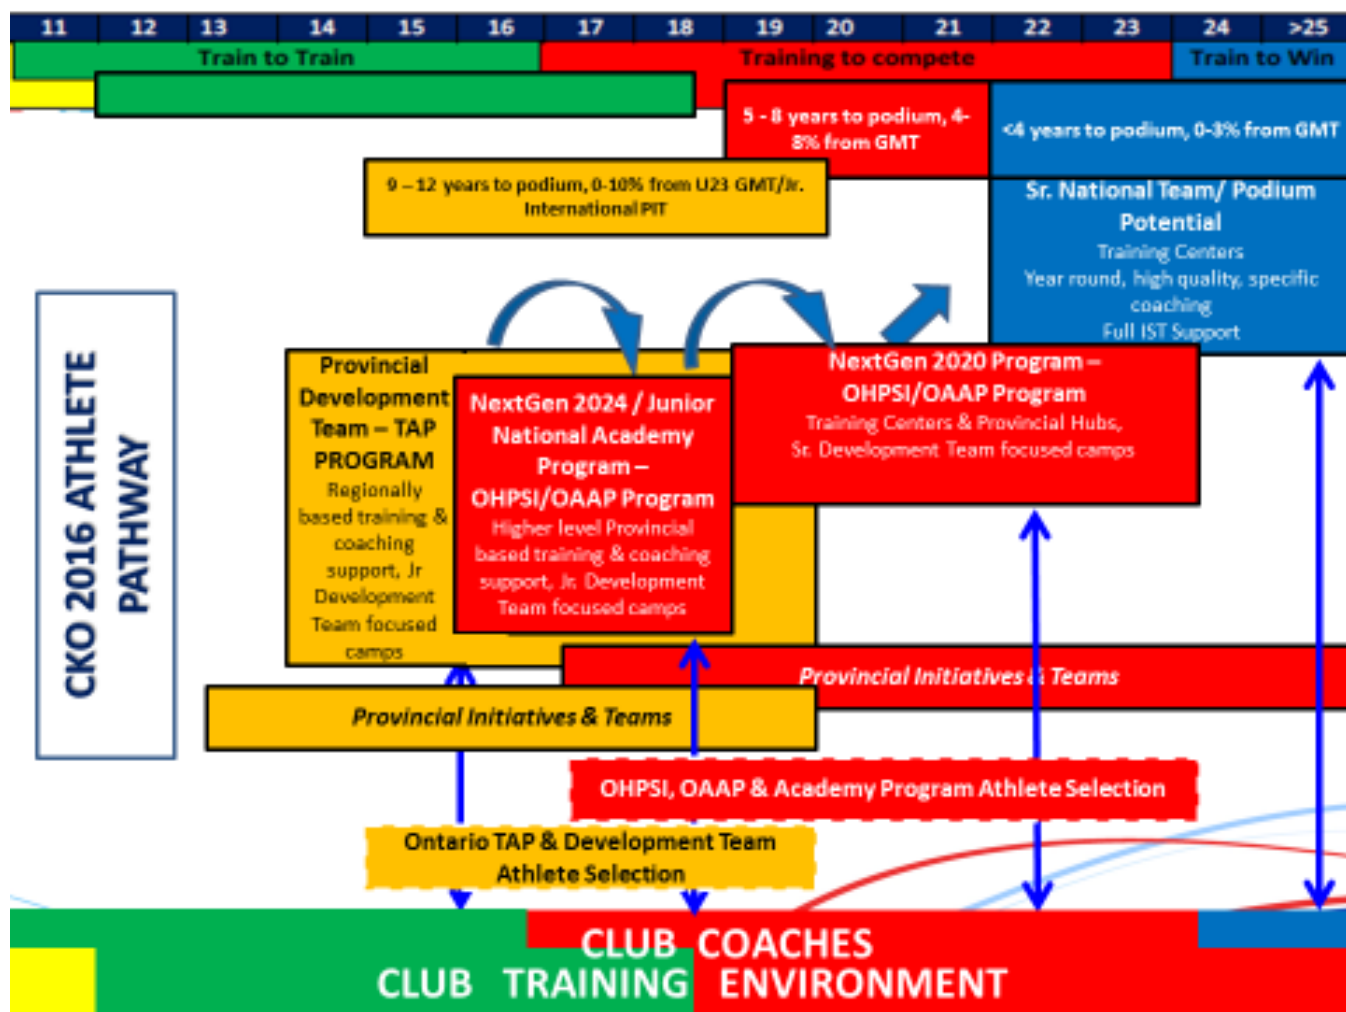 11 12 13 14 15 16 17 18 19 20 21 22 23 24 >25
Train to Train
Training to compete
Train to Win
5 - 8 years to podium, 4-
8% from GMT
<4 years to podium, 0-3% from GMT
9 – 12 years to podium, 0-10% from U23 GMT/Jr.
International PIT
Sr. National Team/ Podium
Potential
Training Centers
Year round, high quality, specific
coaching
Full IST Support
CKO 2016 ATHLETE
PATHWAY
Provincial
Development
Team – TAP
PROGRAM
Regionally
based training &
coaching
support, Jr
Development
Team focused
camps
NextGen 2024 / Junior
National Academy
Program –
OHPSI/OAAP Program
Higher level Provincial
based training & coaching
support, Jr. Development
Team focused camps
NextGen 2020 Program –
OHPSI/OAAP Program
Training Centers & Provincial Hubs,
Sr. Development Team focused camps
Provincial Initiatives & Teams
Provincial Initiatives & Teams
OHPSI, OAAP & Academy Program Athlete Selection
Ontario TAP & Development Team
Athlete Selection
CLUB COACHES
CLUB TRAINING ENVIRONMENT